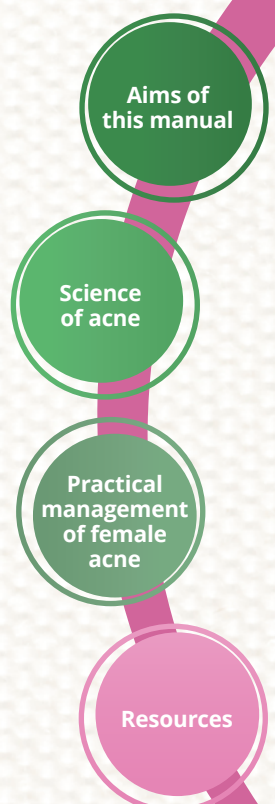 Aims of
this manual
Science
of acne
Practical
management
of female
acne
Resources